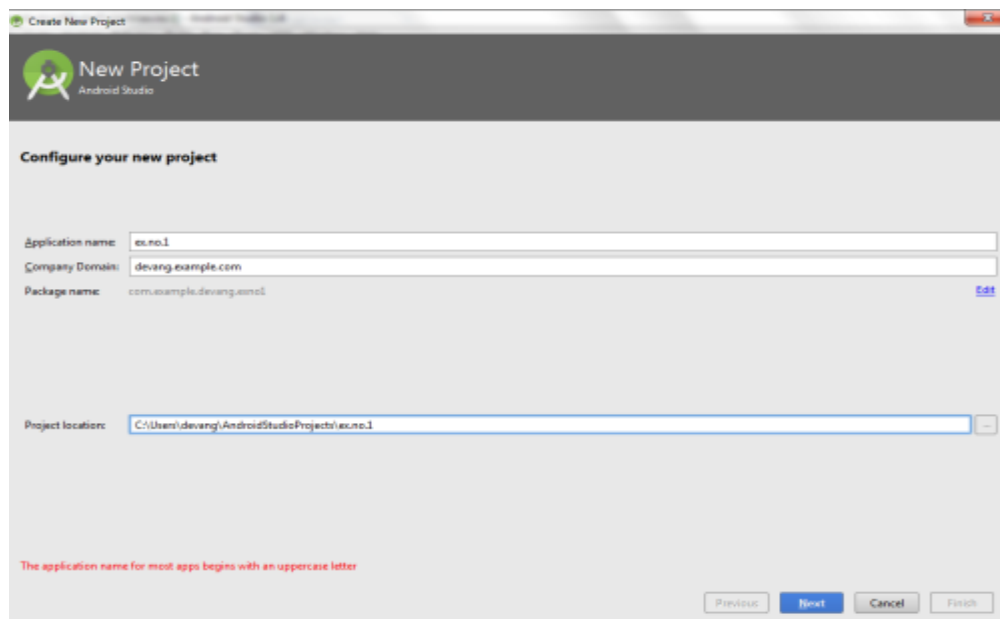 Create New Project
New Project
Android Studio
Configure your new project
Application name: ex.no.1
Company Domain: devang.example.com
Package name: com.example.devang.exno1
Edit
Project location: C:\Users\devang\AndroidStudioProjects\ex.no.1
...
The application name for most apps begins with an uppercase letter
Previous Next Cancel Finish